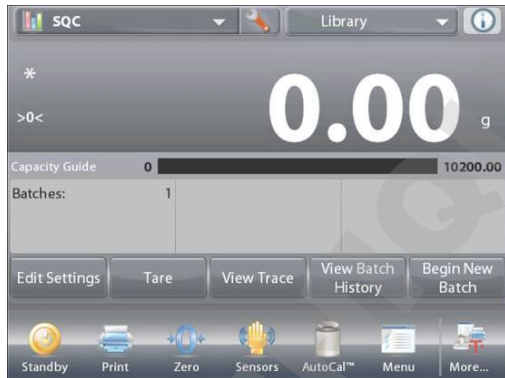 SQC
Library
*
>0<
0.00 g
Capacity Guide 0 10200.00
Batches: 1
Edit Settings
Tare
View Trace
View Batch
History
Begin New
Batch
Standby
Print
Zero
Sensors
AutoCal™
Menu
More...